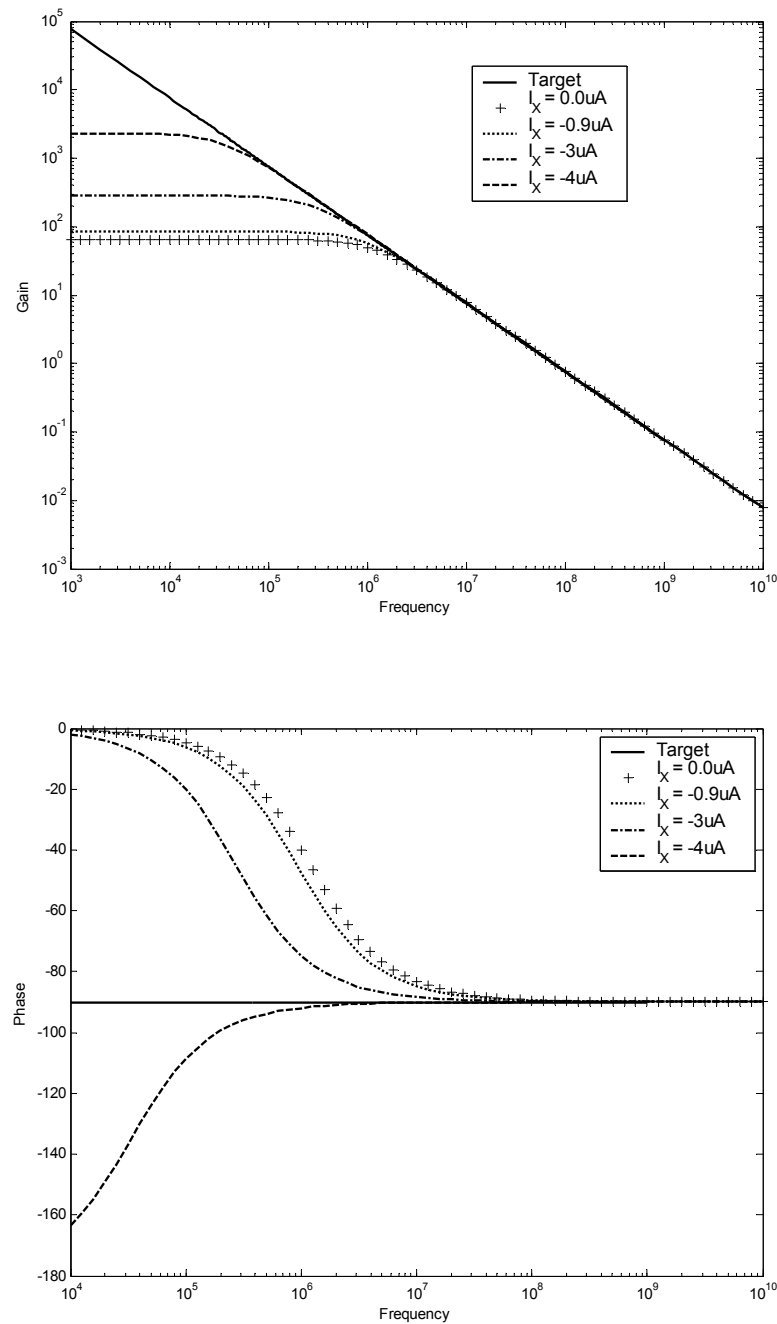 10^5
10^4
10^3
10^2
10^1
10^0
10^-1
10^-2
10^-3
Gain
Target
I_X = 0.0uA
I_X = -0.9uA
I_X = -3uA
I_X = -4uA
10^3 10^4 10^5 10^6 10^7 10^8 10^9 10^10
Frequency
0
-20
-40
-60
-80
-100
-120
-140
-160
-180
Phase
Target
I_X = 0.0uA
I_X = -0.9uA
I_X = -3uA
I_X = -4uA
10^4 10^5 10^6 10^7 10^8 10^9 10^10
Frequency